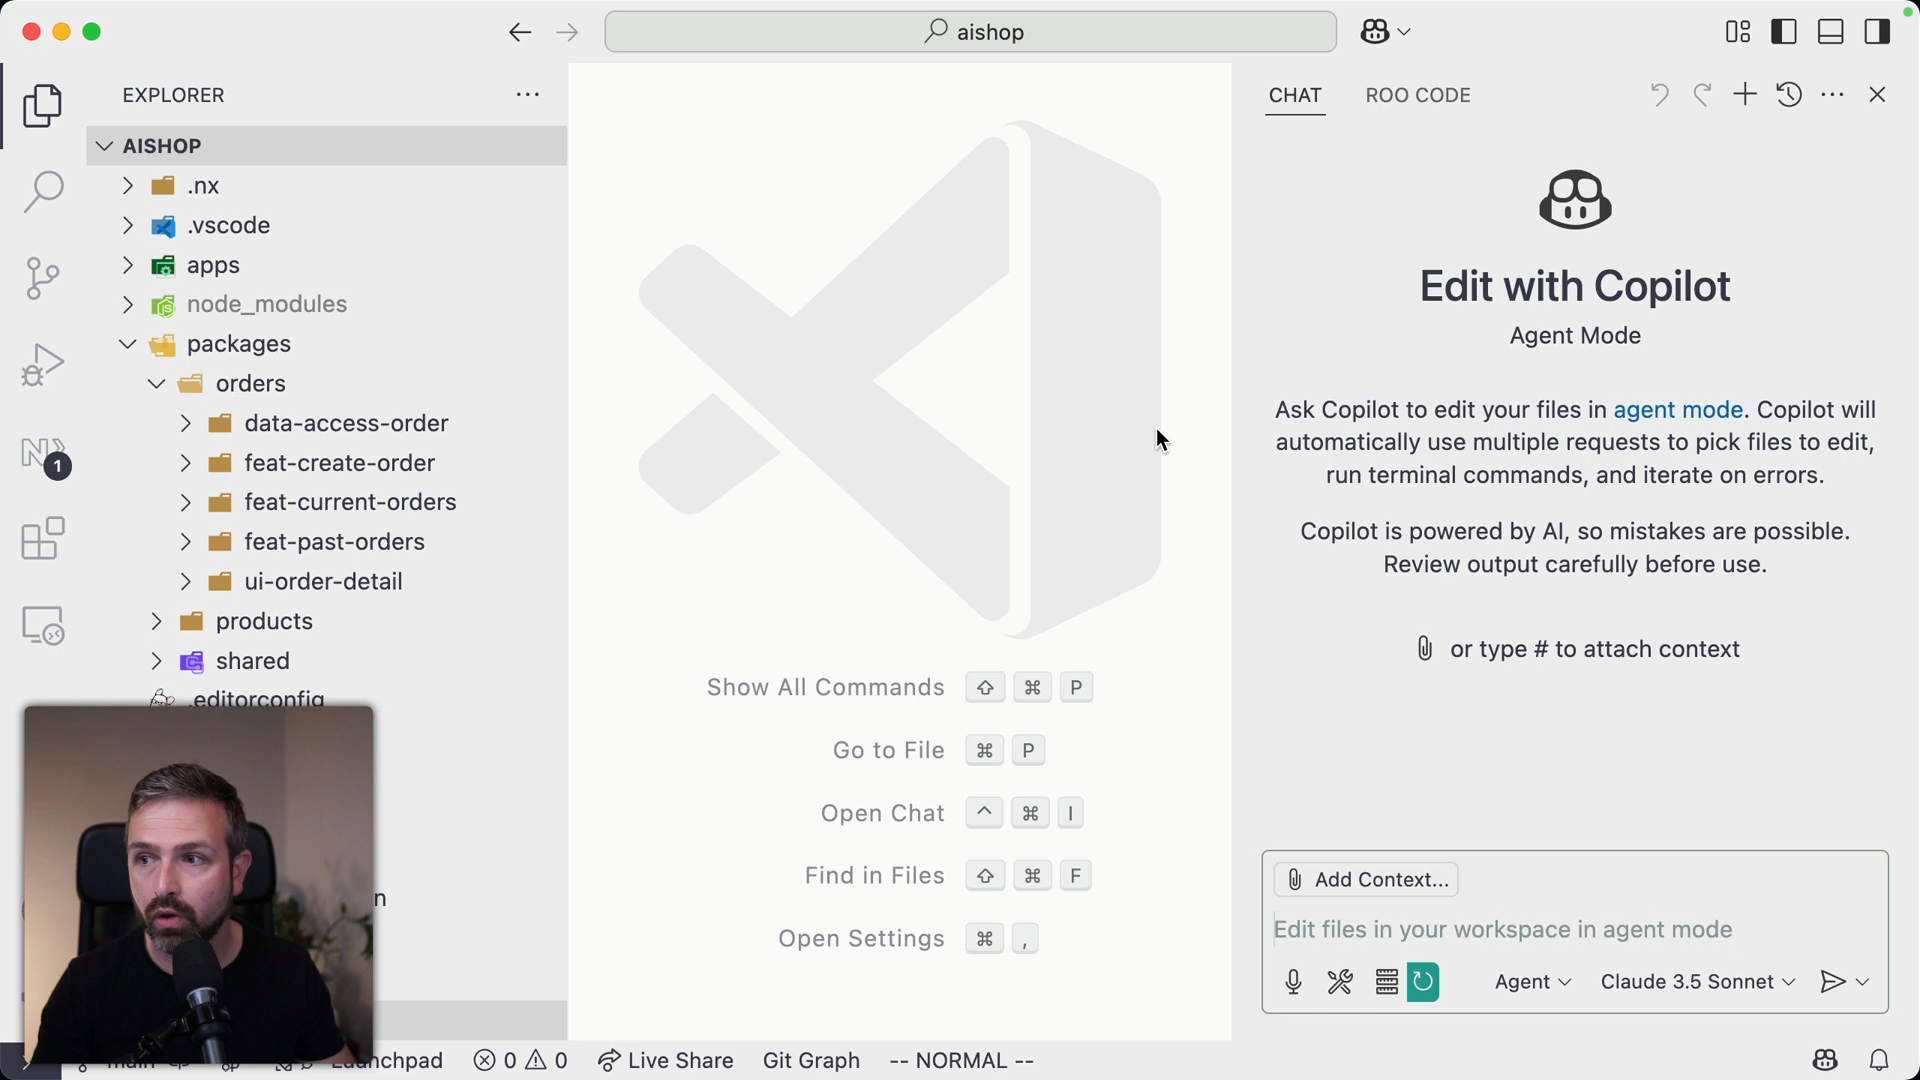 aishop
EXPLORER
AISHOP
.nx
.vscode
apps
node_modules
packages
orders
data-access-order
feat-create-order
feat-current-orders
feat-past-orders
ui-order-detail
products
shared
.editorconfig
n
1
Show All Commands ⇧ ⌘ P
Go to File ⌘ P
Open Chat ^ ⌘ I
Find in Files ⇧ ⌘ F
Open Settings ⌘ ,
CHAT
ROO CODE
Edit with Copilot
Agent Mode
Ask Copilot to edit your files in agent mode. Copilot will
automatically use multiple requests to pick files to edit,
run terminal commands, and iterate on errors.
Copilot is powered by AI, so mistakes are possible.
Review output carefully before use.
or type # to attach context
Add Context...
Edit files in your workspace in agent mode
Agent
Claude 3.5 Sonnet
0 0 Live Share Git Graph -- NORMAL --